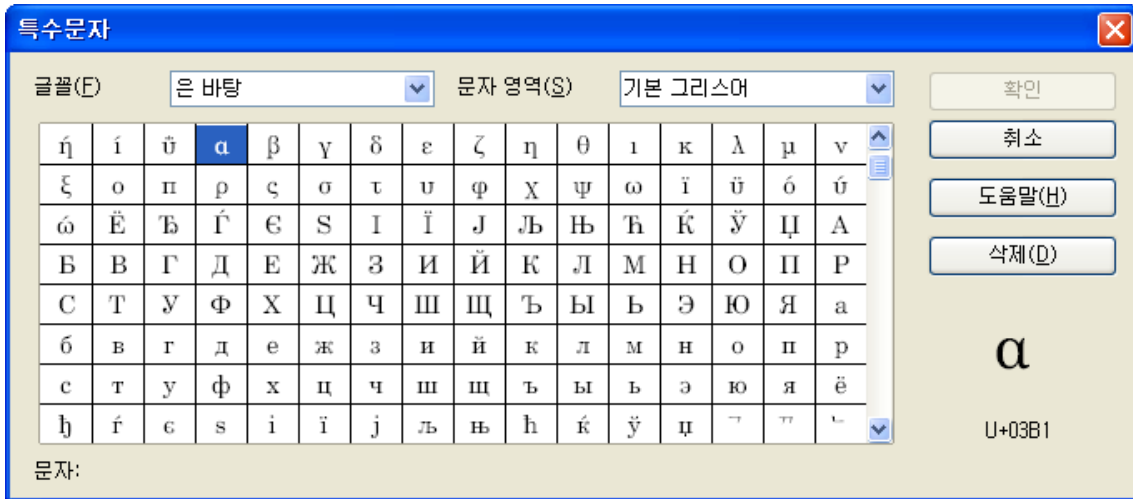 특수문자
글꼴(F) 은 바탕 문자 영역(S) 기본 그리스어 확인
취소
도움말(H)
삭제(D)
ή ί ΰ α β γ δ ε ζ η θ ι κ λ μ ν
ξ ο π ρ ς σ τ υ φ χ ψ ω ϊ ϋ ό ύ
ώ Ё Ђ Ѓ Є Ѕ І Ї Ј Љ Њ Ћ Ќ Ў Џ А
Б В Г Д Е Ж З И Й К Л М Н О П Р
С Т У Ф Х Ц Ч Ш Щ Ъ Ы Ь Э Ю Я а
б в г д е ж з и й к л м н о п р
с т у ф х ц ч ш щ ъ ы ь э ю я ё
ђ ѓ є ѕ і ї ј љ њ ћ ќ ў џ ᄀ ᄁ ᄂ
α
U+03B1
문자: